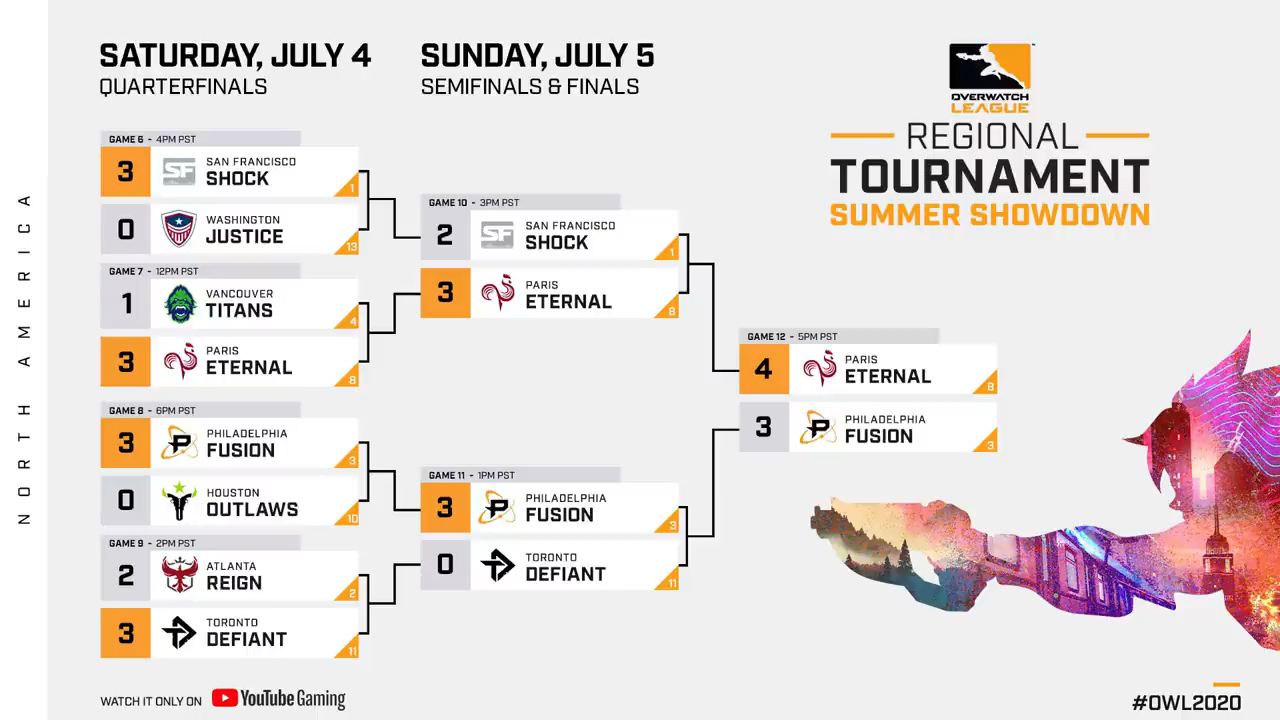 SATURDAY, JULY 4
QUARTERFINALS
SUNDAY, JULY 5
SEMIFINALS & FINALS
OVERWATCH
LEAGUE
REGIONAL
TOURNAMENT
SUMMER SHOWDOWN
NORTH AMERICA
GAME 6 - 4PM PST
3 SF SAN FRANCISCO
SHOCK 1
0 WASHINGTON
JUSTICE 13
GAME 7 - 12PM PST
1 VANCOUVER
TITANS 4
3 PARIS
ETERNAL 8
GAME 8 - 6PM PST
3 P PHILADELPHIA
FUSION 3
0 HOUSTON
OUTLAWS 10
GAME 9 - 2PM PST
2 ATLANTA
REIGN 2
3 TORONTO
DEFIANT 11
GAME 10 - 3PM PST
2 SF SAN FRANCISCO
SHOCK 1
3 PARIS
ETERNAL 8
GAME 11 - 1PM PST
3 P PHILADELPHIA
FUSION 3
0 TORONTO
DEFIANT 11
GAME 12 - 5PM PST
4 PARIS
ETERNAL 8
3 P PHILADELPHIA
FUSION 3
WATCH IT ONLY ON YouTube Gaming
#OWL2020